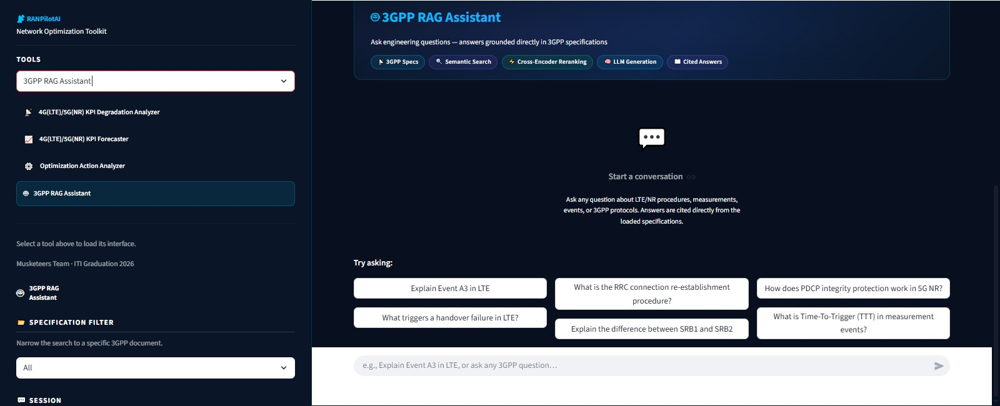 RANPilotAI
Network Optimization Toolkit
TOOLS
3GPP RAG Assistant
4G(LTE)/5G(NR) KPI Degradation Analyzer
4G(LTE)/5G(NR) KPI Forecaster
Optimization Action Analyzer
3GPP RAG Assistant
Select a tool above to load its interface.
Musketeers Team · ITI Graduation 2026
3GPP RAG
Assistant
SPECIFICATION FILTER
Narrow the search to a specific 3GPP document.
All
SESSION
3GPP RAG Assistant
Ask engineering questions — answers grounded directly in 3GPP specifications
3GPP Specs
Semantic Search
Cross-Encoder Reranking
LLM Generation
Cited Answers
Start a conversation
Ask any question about LTE/NR procedures, measurements,
events, or 3GPP protocols. Answers are cited directly from the
loaded specifications.
Try asking:
Explain Event A3 in LTE
What is the RRC connection re-establishment
procedure?
How does PDCP integrity protection work in 5G NR?
What triggers a handover failure in LTE?
Explain the difference between SRB1 and SRB2
What is Time-To-Trigger (TTT) in measurement
events?
e.g., Explain Event A3 in LTE, or ask any 3GPP question…